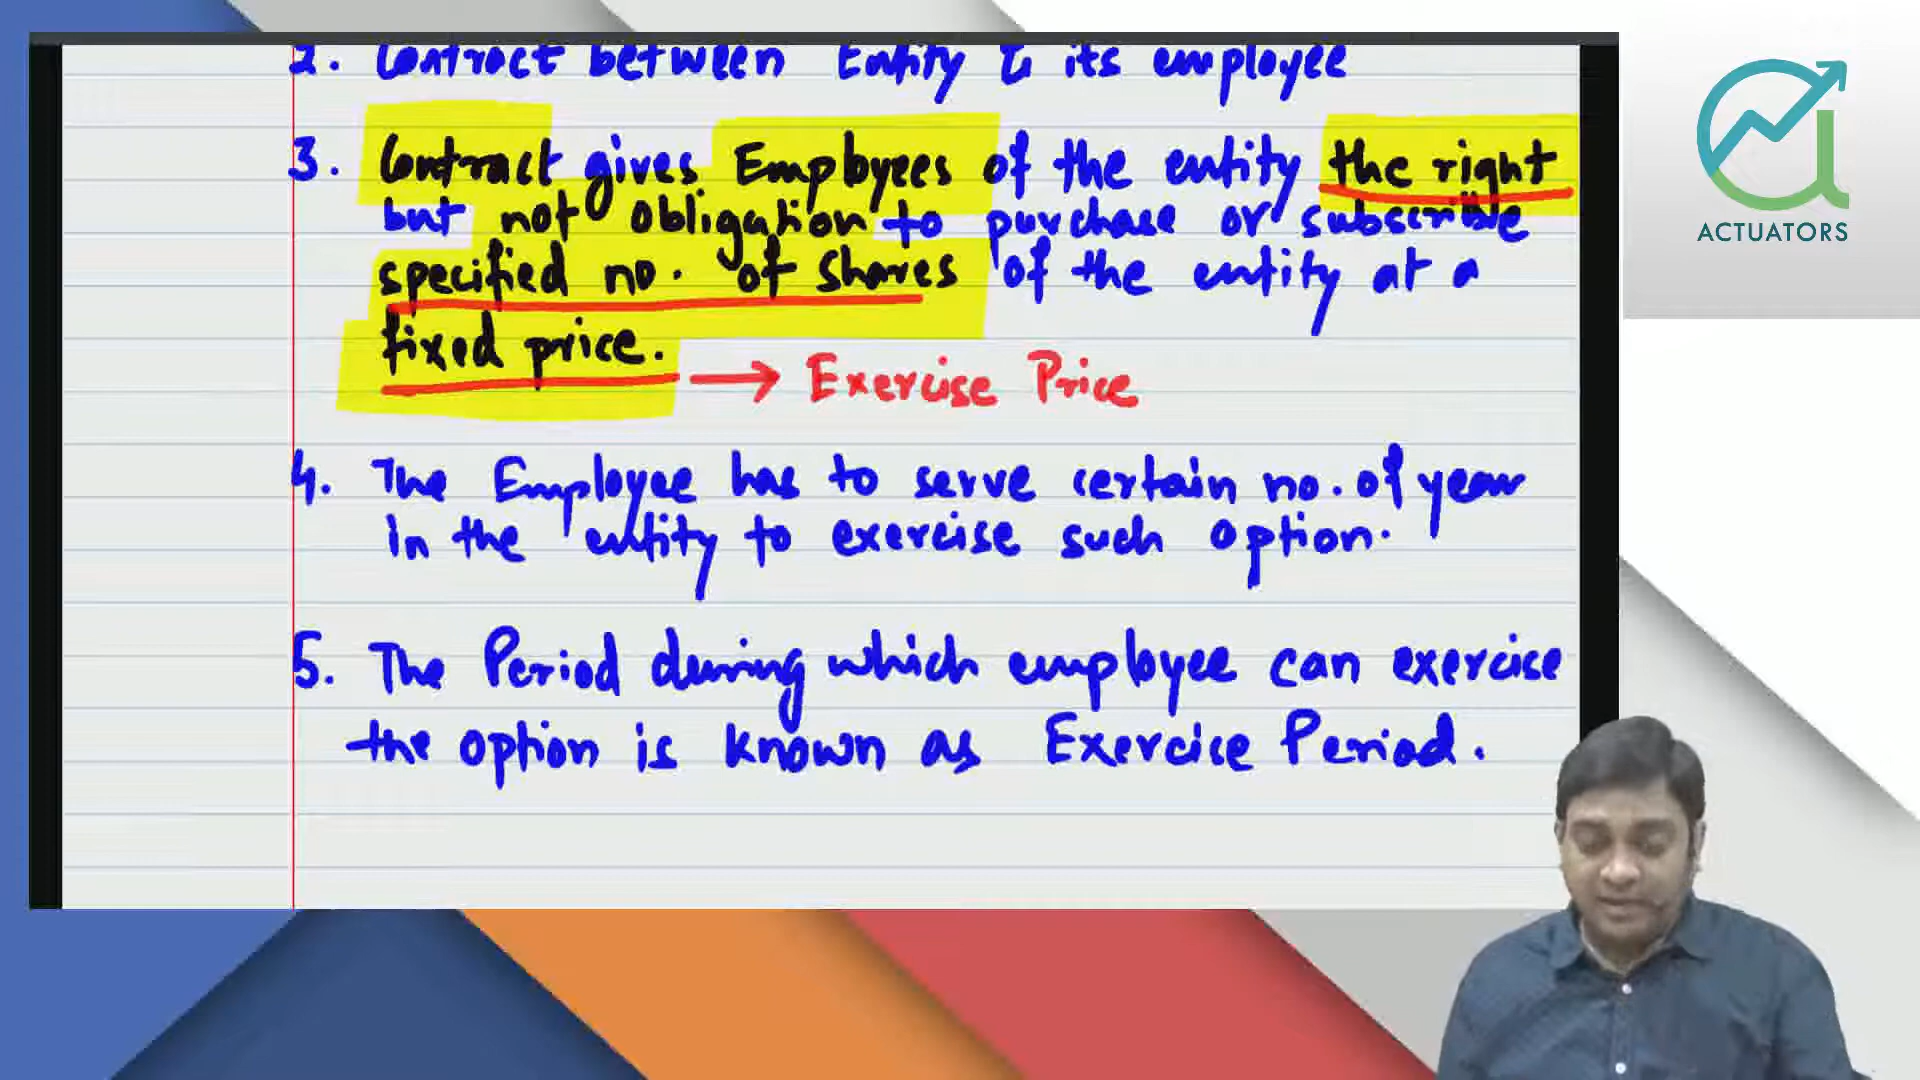 2. Contract between Entity & its employee
3. Contract gives Employees of the entity the right
but not obligation to purchase or subscribe
specified no. of shares of the entity at a
fixed price. → Exercise Price
4. The Employee has to serve certain no. of year
in the entity to exercise such option.
5. The Period during which employee can exercise
the option is known as Exercise Period.
ACTUATORS